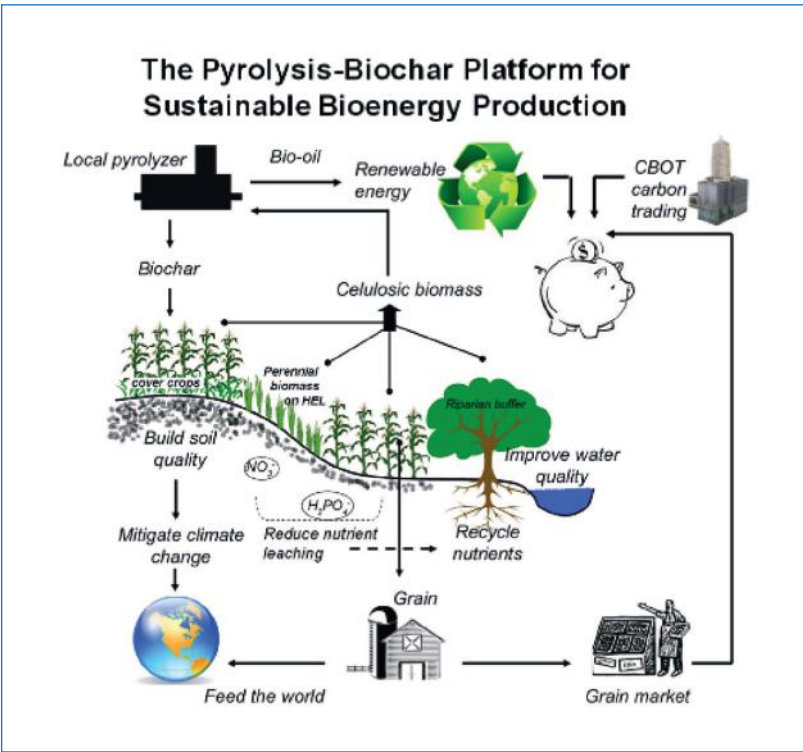 The Pyrolysis-Biochar Platform for
Sustainable Bioenergy Production
Local pyrolyzer
Bio-oil
Renewable
energy
CBOT
carbon
trading
$
Biochar
Celulosic biomass
cover crops
Perennial
biomass
on HEL
Riparian buffer
Build soil
quality
NO₃⁻
H₂PO₄⁻
Improve water
quality
Mitigate climate
change
Reduce nutrient
leaching
Recycle
nutrients
Grain
Feed the world
Grain market